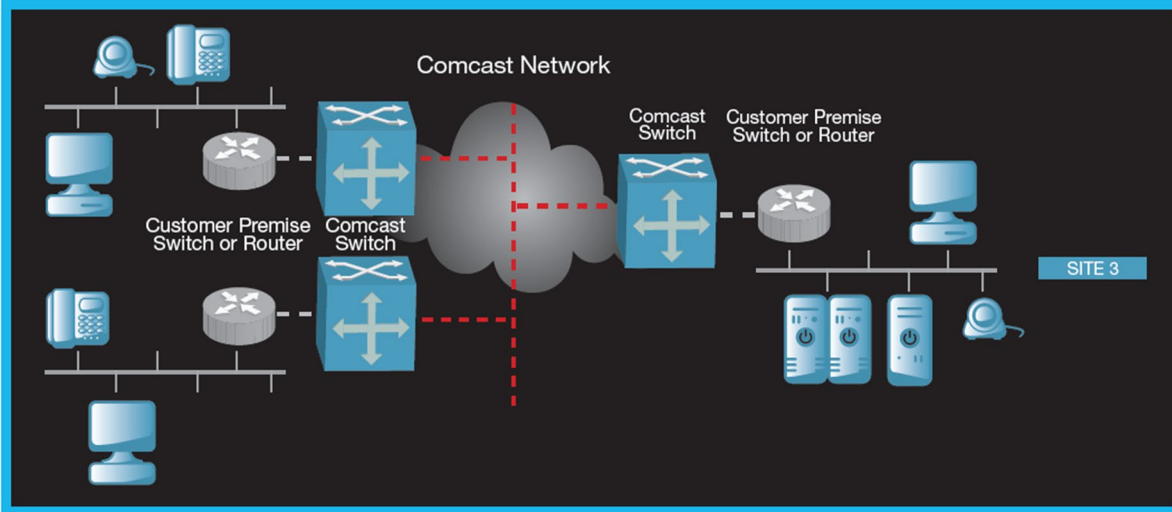 Comcast Network
Comcast
Switch
Customer Premise
Switch or Router
Customer Premise
Switch or Router
Comcast
Switch
SITE 3